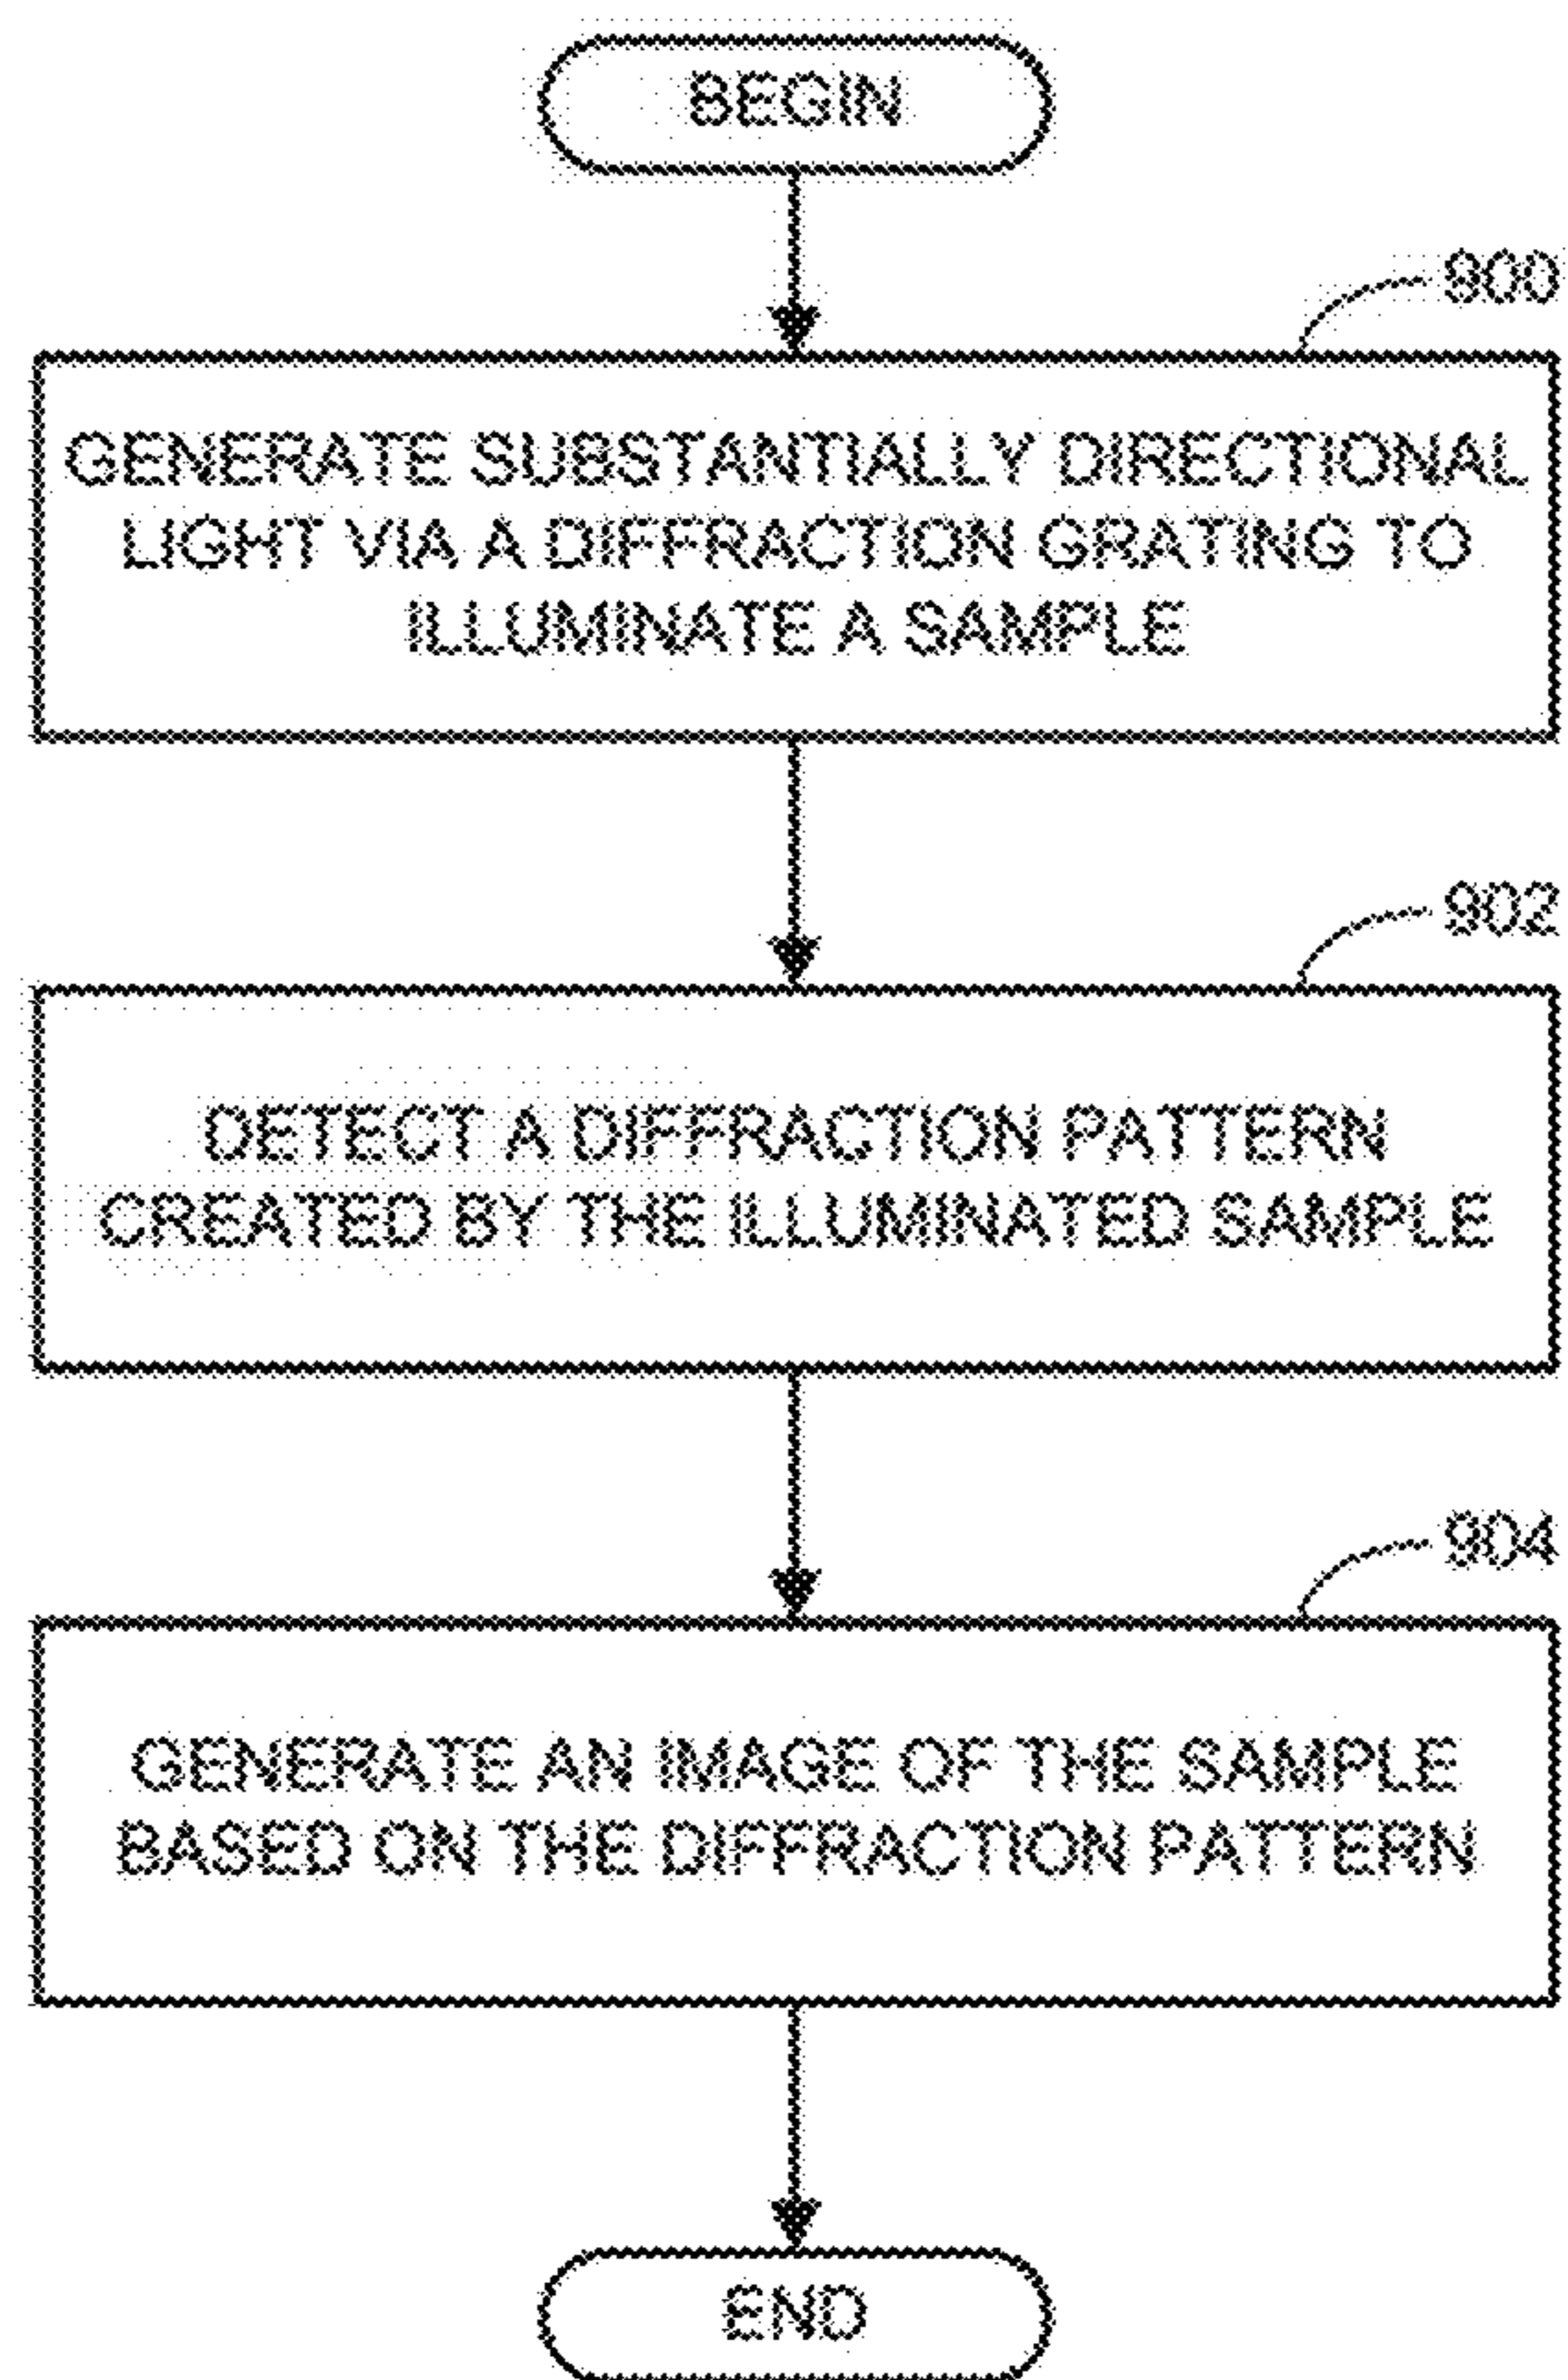 BEGIN
900
GENERATE SUBSTANTIALLY DIRECTIONAL
LIGHT VIA A DIFFRACTION GRATING TO
ILLUMINATE A SAMPLE
902
DETECT A DIFFRACTION PATTERN
CREATED BY THE ILLUMINATED SAMPLE
904
GENERATE AN IMAGE OF THE SAMPLE
BASED ON THE DIFFRACTION PATTERN
END